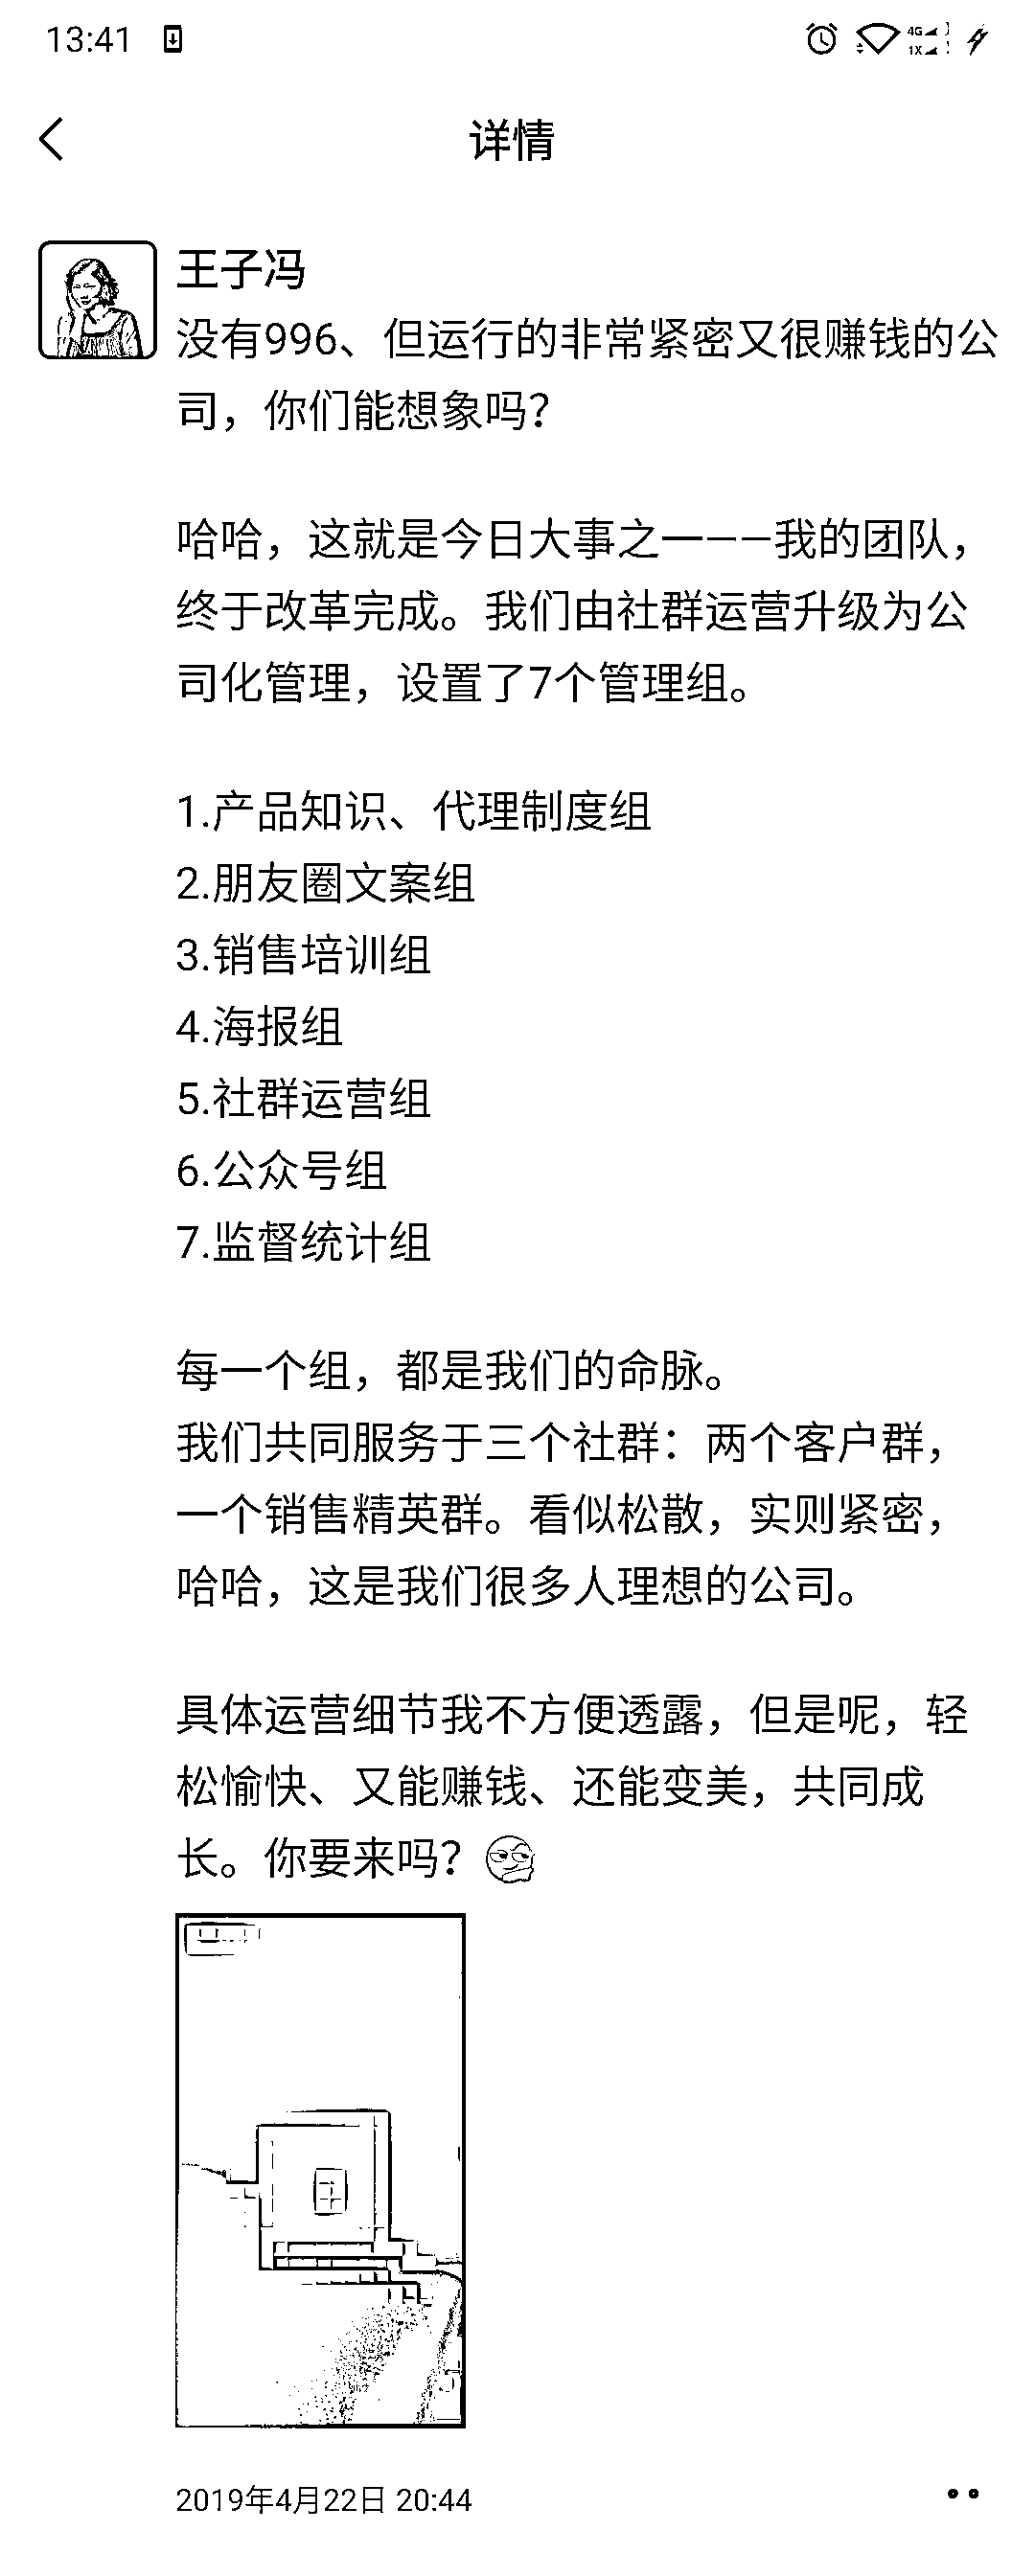 13:41
4G
1X
详情
王子冯
没有996、但运行的非常紧密又很赚钱的公
司，你们能想象吗？
哈哈，这就是今日大事之一——我的团队，
终于改革完成。我们由社群运营升级为公
司化管理，设置了7个管理组。
1.产品知识、代理制度组
2.朋友圈文案组
3.销售培训组
4.海报组
5.社群运营组
6.公众号组
7.监督统计组
每一个组，都是我们的命脉。
我们共同服务于三个社群：两个客户群，
一个销售精英群。看似松散，实则紧密，
哈哈，这是我们很多人理想的公司。
具体运营细节我不方便透露，但是呢，轻
松愉快、又能赚钱、还能变美，共同成
长。你要来吗？
2019年4月22日 20:44